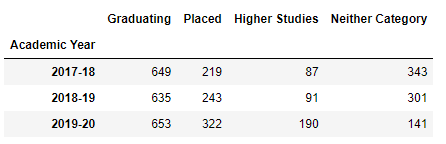 Graduating Placed Higher Studies Neither Category
Academic Year
2017-18 649 219 87 343
2018-19 635 243 91 301
2019-20 653 322 190 141